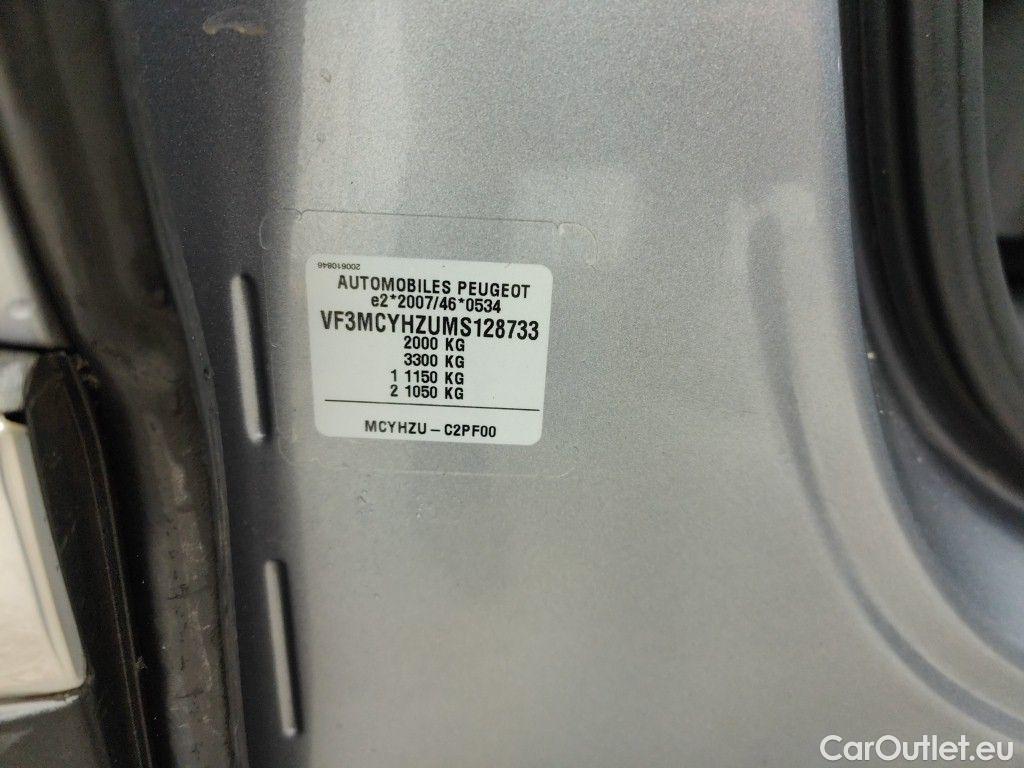 200610846
AUTOMOBILES PEUGEOT
e2*2007/46*0534
VF3MCYHZUMS128733
2000 KG
3300 KG
1 1150 KG
2 1050 KG
MCYHZU - C2PF00
CarOutlet.eu